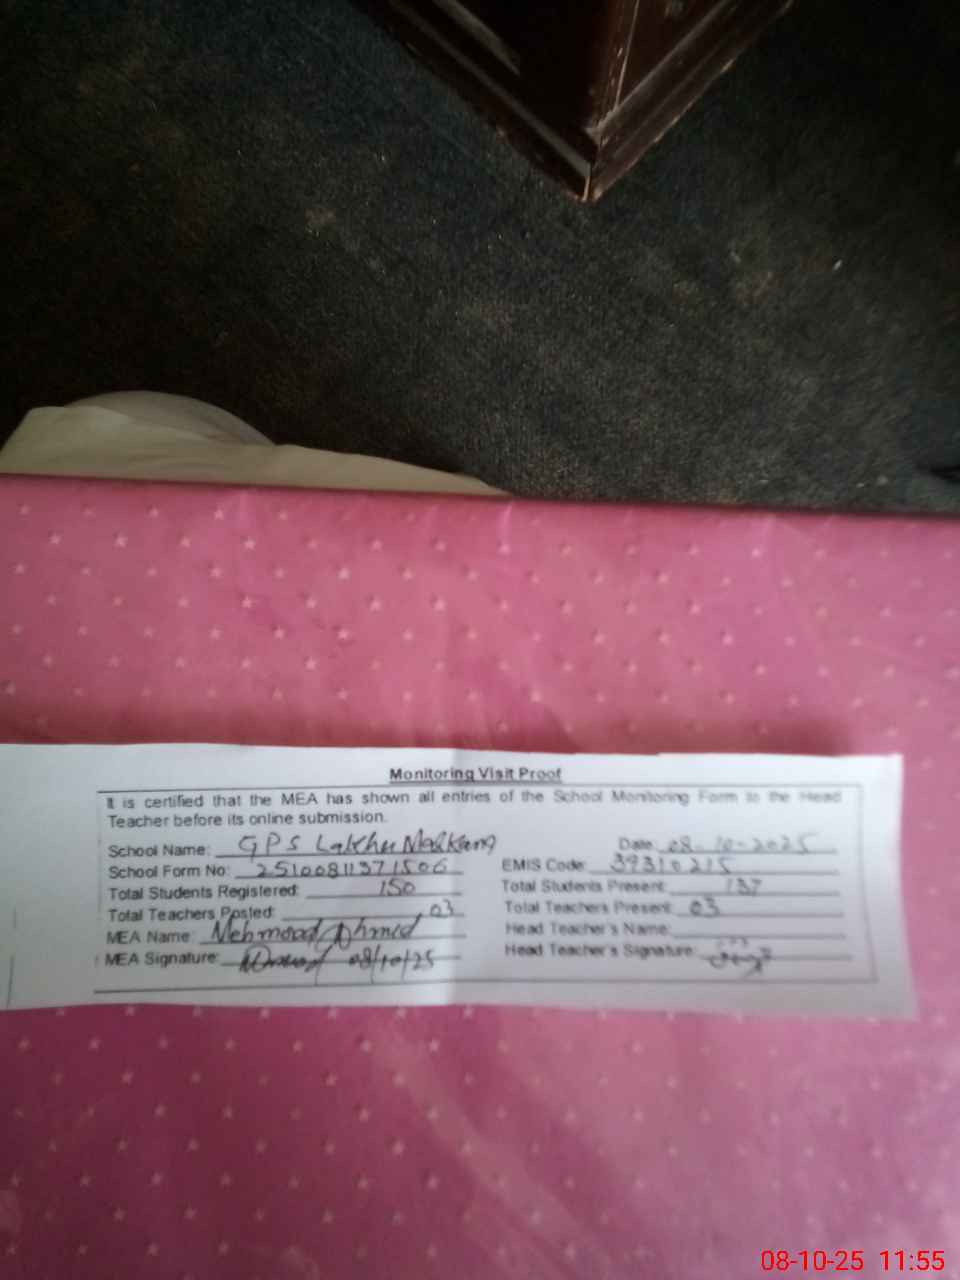 Monitoring Visit Proof
It is certified that the MEA has shown all entries of the School Monitoring Form to the Head
Teacher before its online submission.
School Name: GPS Lakhu Date 08-10-2025
School Form No: 2510081137 1506 EMIS Code: 39310215
Total Students Registered: 150 Total Students Present: 137
Total Teachers Posted: 03 Total Teachers Present: 03
MEA Name: Mehmood Ahmed Head Teacher's Name:
MEA Signature: 08/10/25 Head Teacher's Signature:
08-10-25 11:55